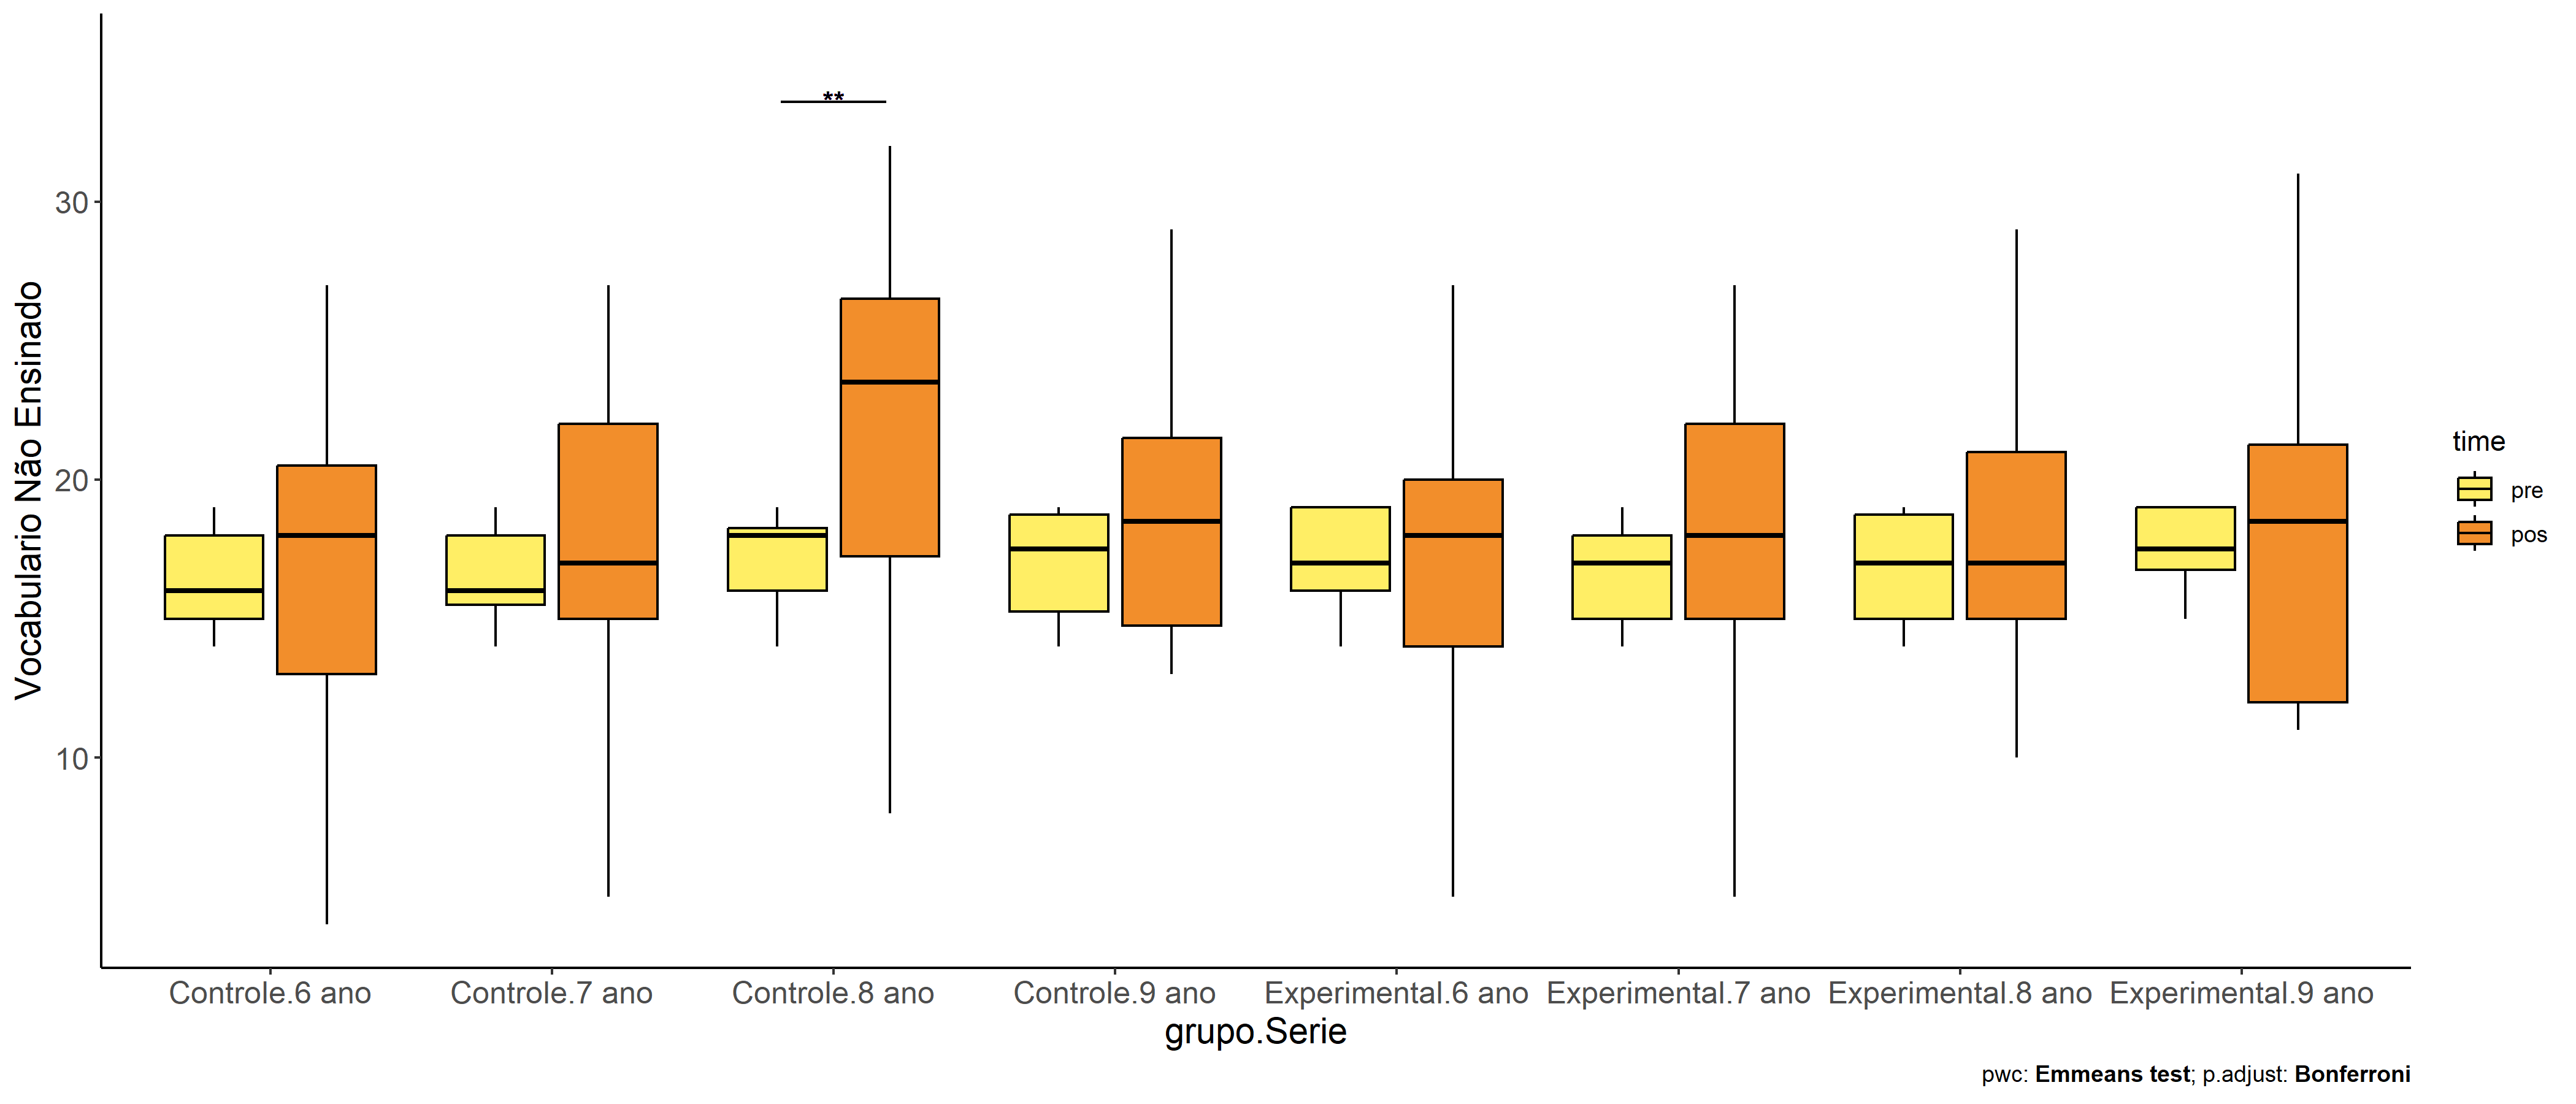 **
Vocabulario Não Ensinado
30
20
10
time
pre
pos
Controle.6 ano
Controle.7 ano
Controle.8 ano
Controle.9 ano
Experimental.6 ano
Experimental.7 ano
Experimental.8 ano
Experimental.9 ano
grupo.Serie
pwc: Emmeans test; p.adjust: Bonferroni